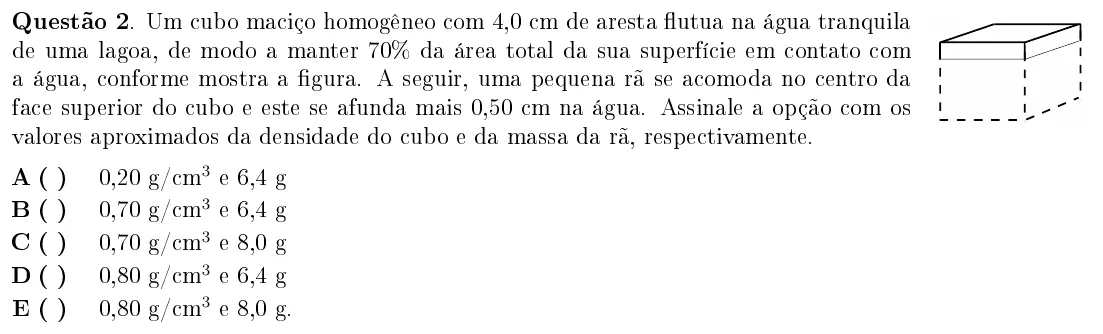 Questão 2. Um cubo maciço homogêneo com 4,0 cm de aresta flutua na água tranquila
de uma lagoa, de modo a manter 70% da área total da sua superfície em contato com
a água, conforme mostra a figura. A seguir, uma pequena rã se acomoda no centro da
face superior do cubo e este se afunda mais 0,50 cm na água. Assinale a opção com os
valores aproximados da densidade do cubo e da massa da rã, respectivamente.
A ( ) 0,20 g/cm³ e 6,4 g
B ( ) 0,70 g/cm³ e 6,4 g
C ( ) 0,70 g/cm³ e 8,0 g
D ( ) 0,80 g/cm³ e 6,4 g
E ( ) 0,80 g/cm³ e 8,0 g.